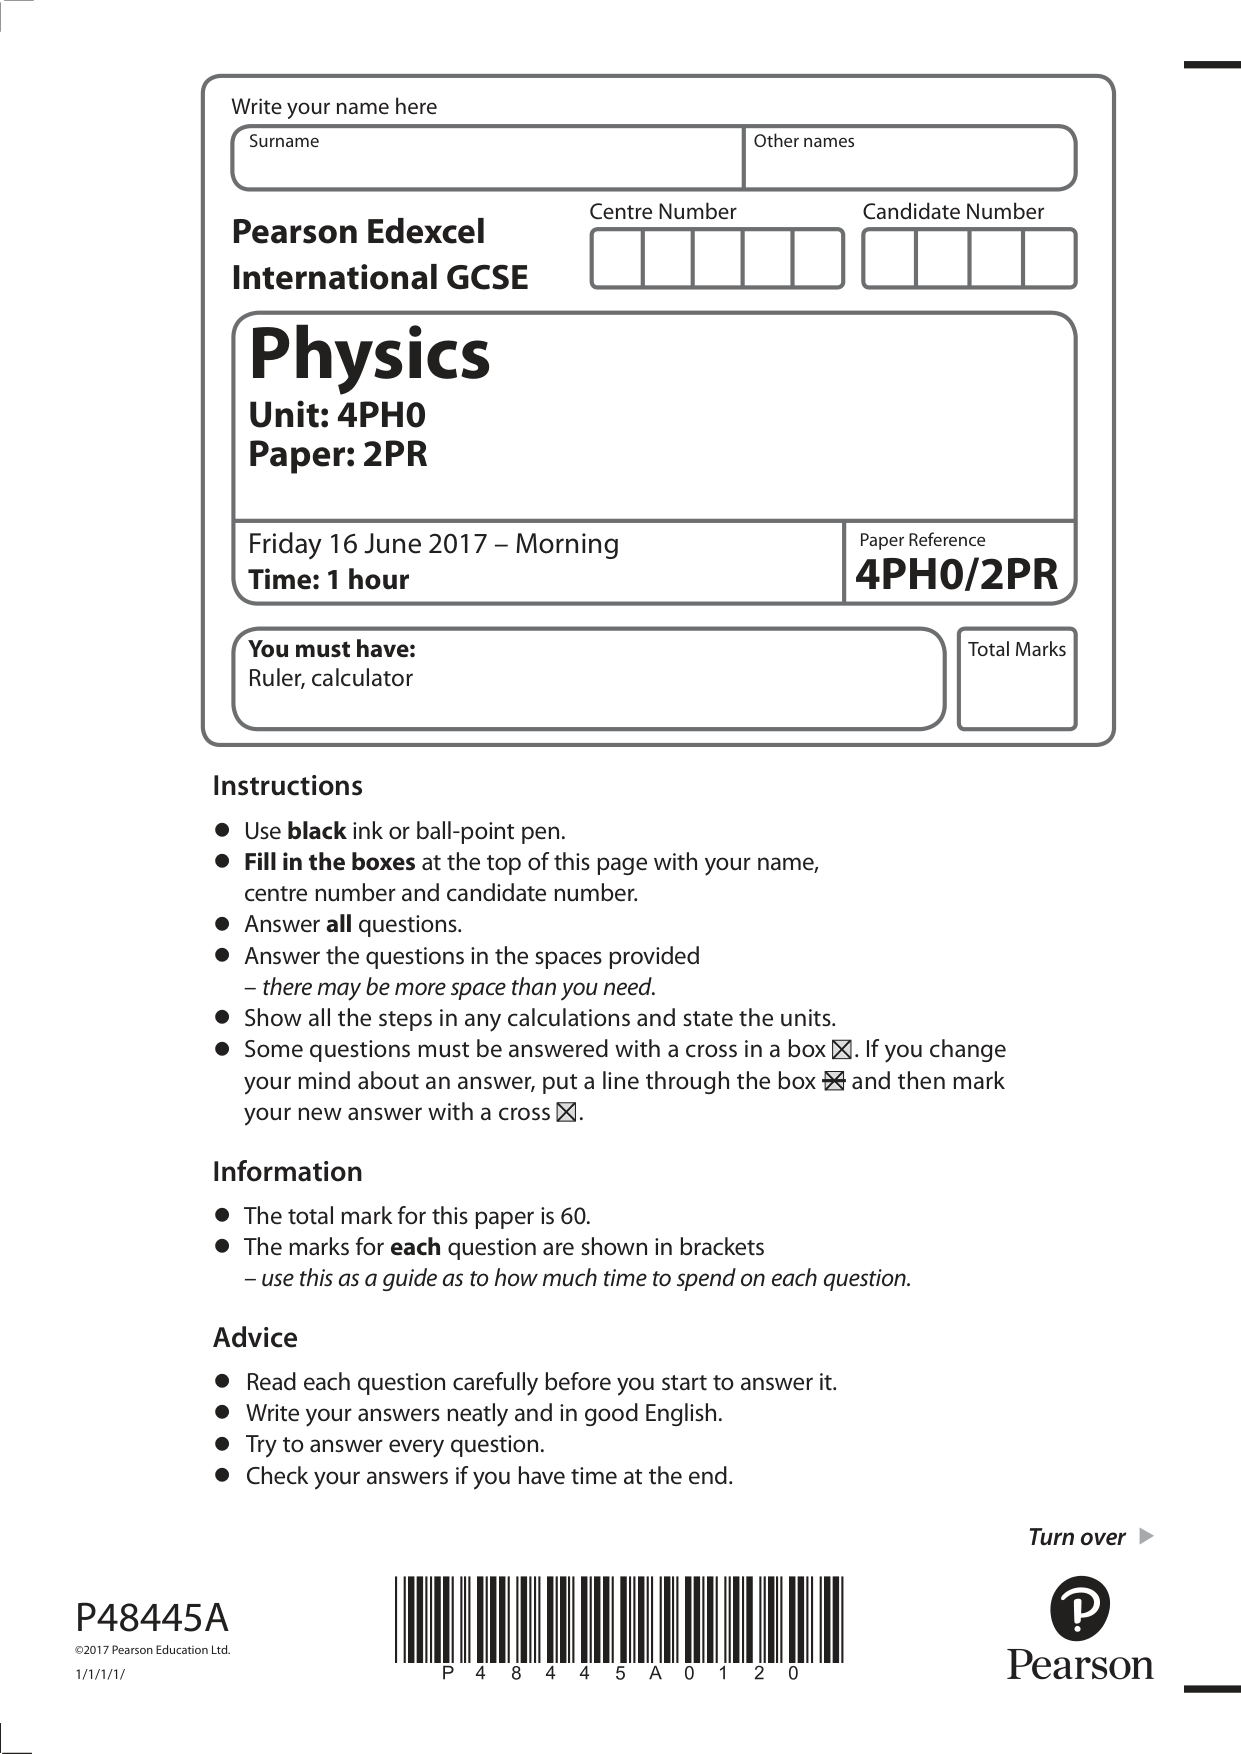 Write your name here
Surname
Other names
Pearson Edexcel
International GCSE
Centre Number
Candidate Number
Physics
Unit: 4PH0
Paper: 2PR
Friday 16 June 2017 – Morning
Time: 1 hour
Paper Reference
4PH0/2PR
You must have:
Ruler, calculator
Total Marks
Instructions
● Use black ink or ball-point pen.
● Fill in the boxes at the top of this page with your name,
centre number and candidate number.
● Answer all questions.
● Answer the questions in the spaces provided
– there may be more space than you need.
● Show all the steps in any calculations and state the units.
● Some questions must be answered with a cross in a box ☒. If you change
your mind about an answer, put a line through the box ☒ and then mark
your new answer with a cross ☒.
Information
● The total mark for this paper is 60.
● The marks for each question are shown in brackets
– use this as a guide as to how much time to spend on each question.
Advice
● Read each question carefully before you start to answer it.
● Write your answers neatly and in good English.
● Try to answer every question.
● Check your answers if you have time at the end.
Turn over
P48445A
©2017 Pearson Education Ltd.
1/1/1/1/
P48445A0120
Pearson